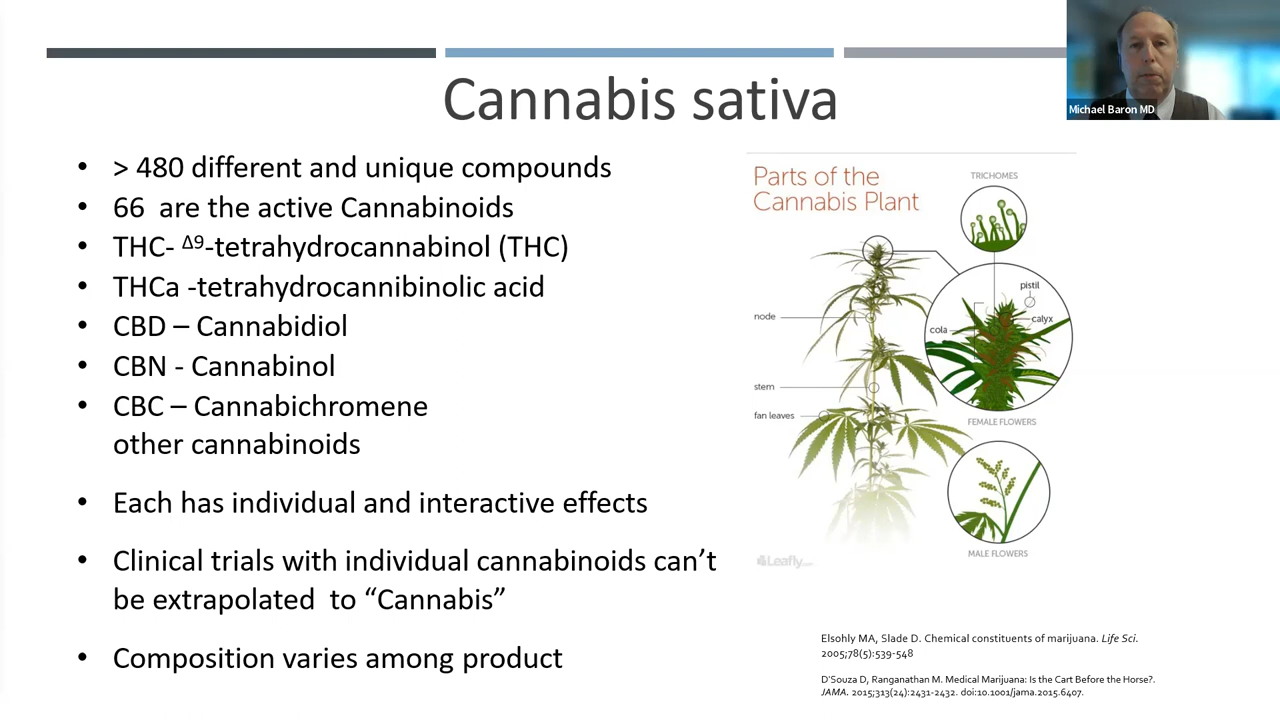 Michael Baron MD
Cannabis sativa
• > 480 different and unique compounds
• 66  are the active Cannabinoids
• THC- Δ9-tetrahydrocannabinol (THC)
• THCa -tetrahydrocannibinolic acid
• CBD – Cannabidiol
• CBN - Cannabinol
• CBC – Cannabichromene
other cannabinoids
• Each has individual and interactive effects
• Clinical trials with individual cannabinoids can’t
be extrapolated  to “Cannabis”
• Composition varies among product
Parts of the
Cannabis Plant
TRICHOMES
pistil
node
cola
calyx
stem
fan leaves
FEMALE FLOWERS
MALE FLOWERS
Leafly.com
Elsohly MA, Slade D. Chemical constituents of marijuana. Life Sci.
2005;78(5):539-548
D'Souza D, Ranganathan M. Medical Marijuana: Is the Cart Before the Horse?.
JAMA. 2015;313(24):2431-2432. doi:10.1001/jama.2015.6407.